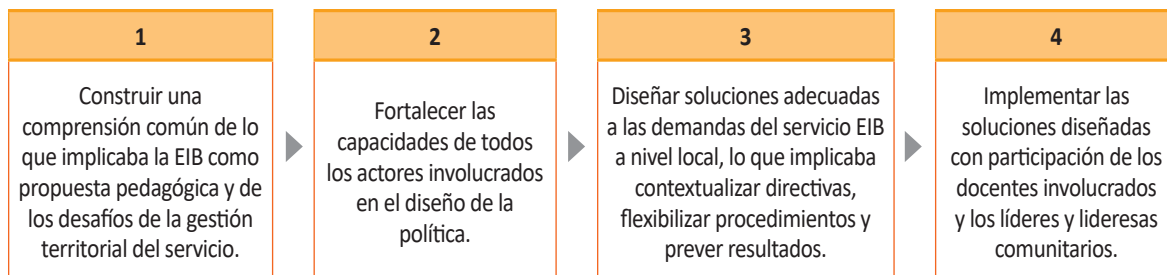 1
Construir una
comprensión común de lo
que implicaba la EIB como
propuesta pedagógica y de
los desafíos de la gestión
territorial del servicio.
2
Fortalecer las
capacidades de todos
los actores involucrados
en el diseño de la
política.
3
Diseñar soluciones adecuadas
a las demandas del servicio EIB
a nivel local, lo que implicaba
contextualizar directivas,
flexibilizar procedimientos y
prever resultados.
4
Implementar las
soluciones diseñadas
con participación de los
docentes involucrados
y los líderes y lideresas
comunitarios.